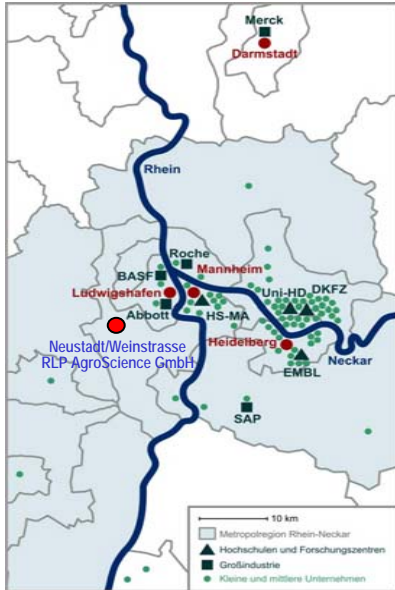 Merck
Darmstadt
Rhein
Roche
BASF
Mannheim
Ludwigshafen
Uni-HD
DKFZ
Abbott
HS-MA
Neustadt/Weinstrasse
RLP AgroScience GmbH
Heidelberg
Neckar
EMBL
SAP
10 km
Metropolregion Rhein-Neckar
Hochschulen und Forschungszentren
Großindustrie
Kleine und mittlere Unternehmen